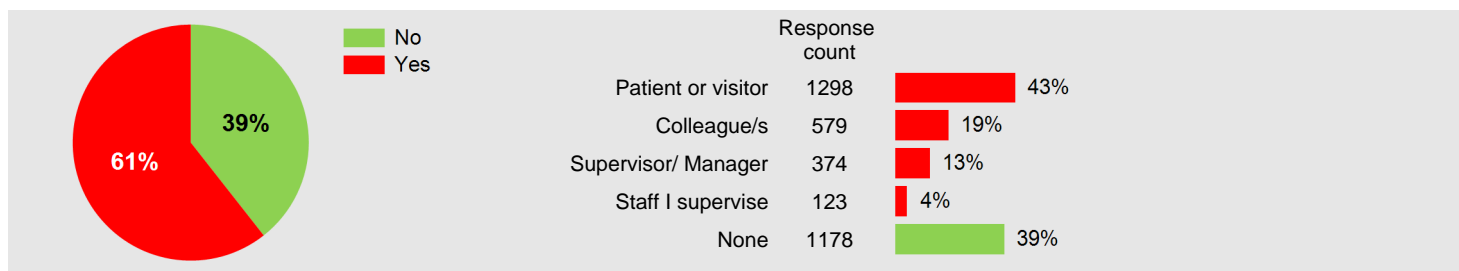 No
Yes
39%
61%
Response
count
Patient or visitor 1298 43%
Colleague/s 579 19%
Supervisor/ Manager 374 13%
Staff I supervise 123 4%
None 1178 39%